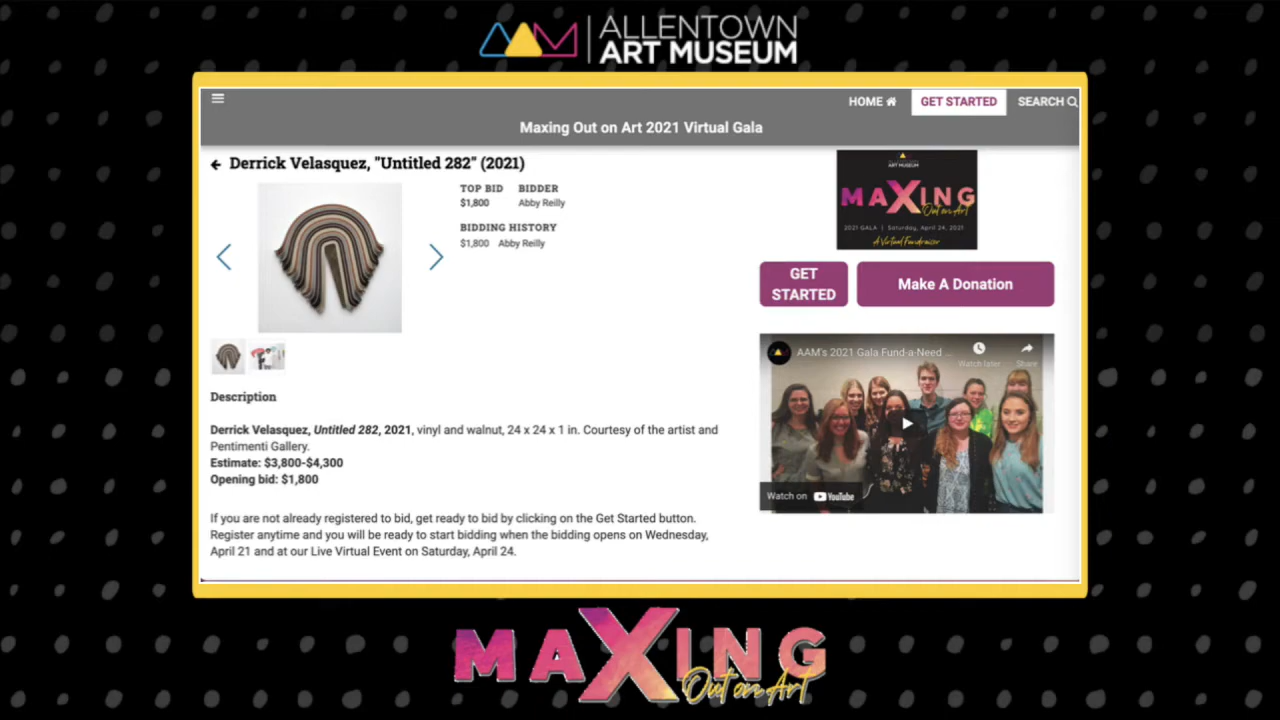 ALLENTOWN
ART MUSEUM
HOME
GET STARTED
SEARCH
Maxing Out on Art 2021 Virtual Gala
Derrick Velasquez, "Untitled 282" (2021)
TOP BID BIDDER
$1,800 Abby Reilly
BIDDING HISTORY
$1,800 Abby Reilly
ART MUSEUM
MAXING
Out on Art
2021 GALA | Saturday, April 24, 2021
A Virtual Fundraiser
GET
STARTED
Make A Donation
AAM's 2021 Gala Fund-a-Need ...
Watch later
Share
Watch on YouTube
Description
Derrick Velasquez, Untitled 282, 2021, vinyl and walnut, 24 x 24 x 1 in. Courtesy of the artist and
Pentimenti Gallery.
Estimate: $3,800-$4,300
Opening bid: $1,800
If you are not already registered to bid, get ready to bid by clicking on the Get Started button.
Register anytime and you will be ready to start bidding when the bidding opens on Wednesday,
April 21 and at our Live Virtual Event on Saturday, April 24.
MAXING
Out on Art